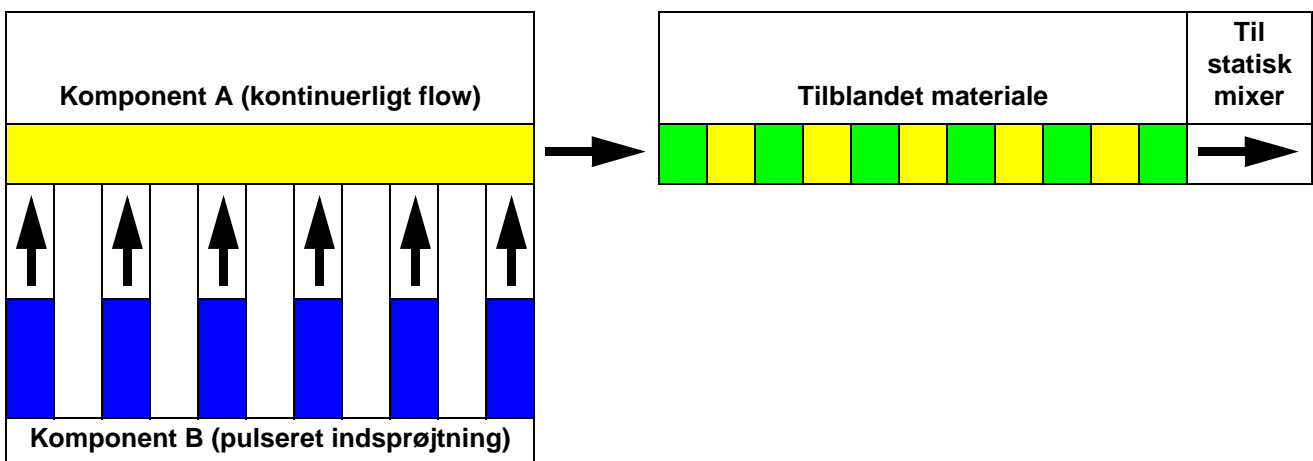 Komponent A (kontinuerligt flow)
Komponent B (pulseret indsprøjtning)
Tilblandet materiale
Til
statisk
mixer